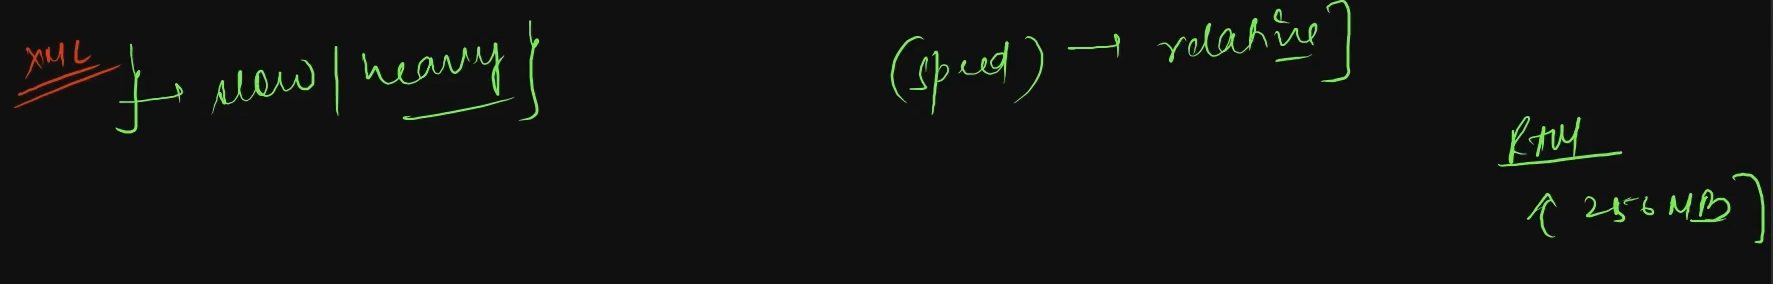 XML } → slow | heavy }
(speed) → relative ]
RAM
↑ 256 MB ]